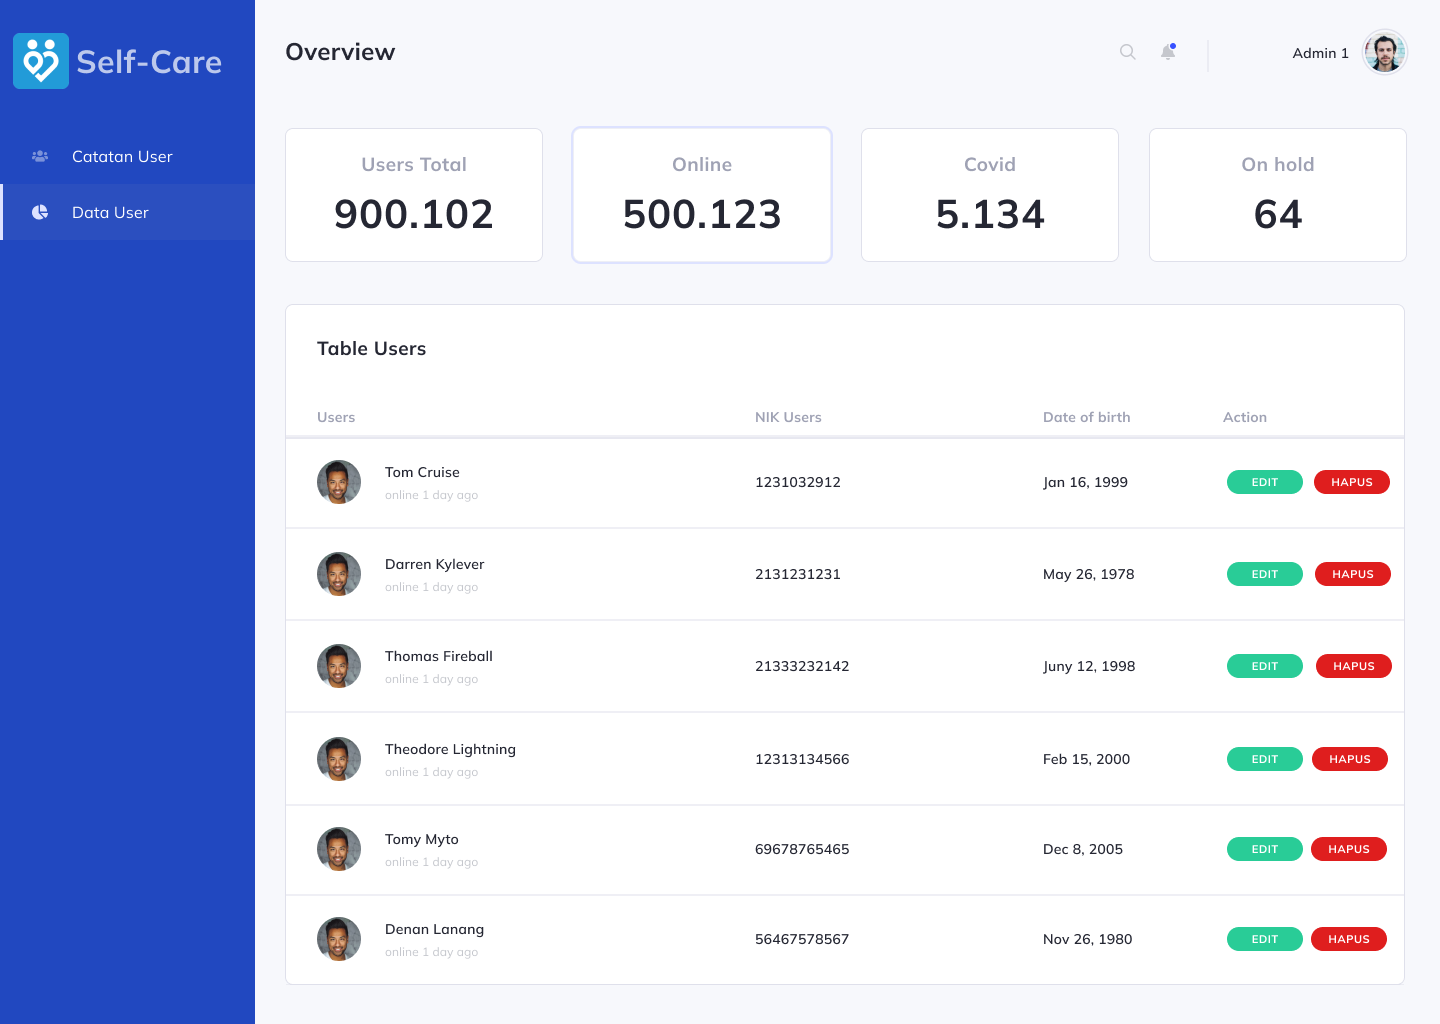 Self-Care
Overview
Admin 1
Catatan User
Data User
Users Total
Online
Covid
On hold
900.102
500.123
5.134
64
Table Users
Users NIK Users Date of birth Action
Tom Cruise
online 1 day ago
1231032912
Jan 16, 1999
EDIT HAPUS
Darren Kylever
online 1 day ago
2131231231
May 26, 1978
EDIT HAPUS
Thomas Fireball
online 1 day ago
21333232142
Juny 12, 1998
EDIT HAPUS
Theodore Lightning
online 1 day ago
12313134566
Feb 15, 2000
EDIT HAPUS
Tomy Myto
online 1 day ago
69678765465
Dec 8, 2005
EDIT HAPUS
Denan Lanang
online 1 day ago
56467578567
Nov 26, 1980
EDIT HAPUS